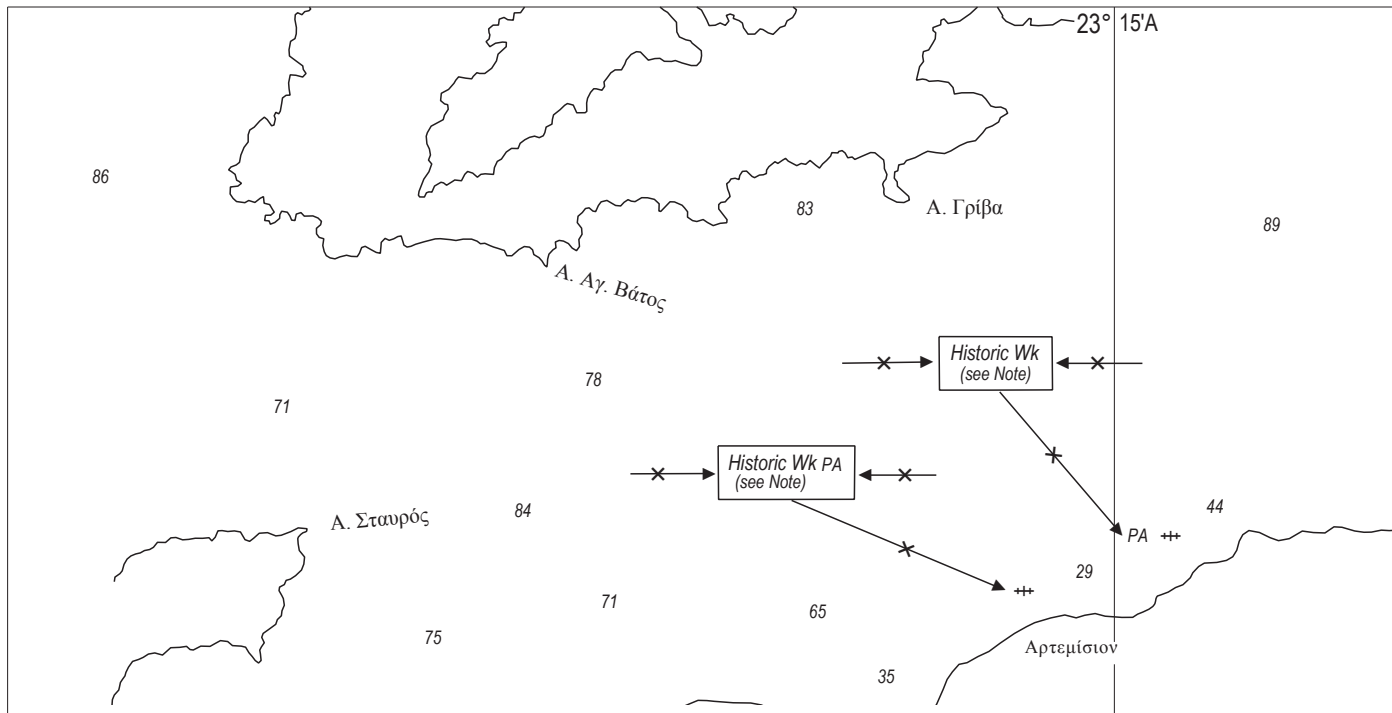 23° 15'A
86
83
Α. Γρίβα
89
Α. Αγ. Βάτος
Historic Wk
(see Note)
78
71
Historic Wk PA
(see Note)
Α. Σταυρός
84
44
PA
29
71
65
75
Αρτεμίσιον
35